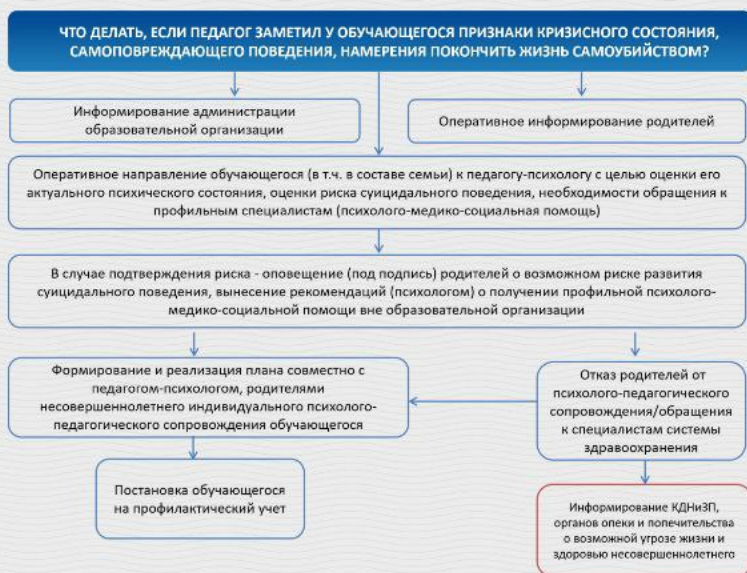 ЧТО ДЕЛАТЬ, ЕСЛИ ПЕДАГОГ ЗАМЕТИЛ У ОБУЧАЮЩЕГОСЯ ПРИЗНАКИ КРИЗИСНОГО СОСТОЯНИЯ,
САМОПОВРЕЖДАЮЩЕГО ПОВЕДЕНИЯ, НАМЕРЕНИЯ ПОКОНЧИТЬ ЖИЗНЬ САМОУБИЙСТВОМ?
Информирование администрации
образовательной организации
Оперативное информирование родителей
Оперативное направление обучающегося (в т.ч. в составе семьи) к педагогу-психологу с целью оценки его
актуального психического состояния, оценки риска суицидального поведения, необходимости обращения к
профильным специалистам (психолого-медико-социальная помощь)
В случае подтверждения риска - оповещение (под подпись) родителей о возможном риске развития
суицидального поведения, вынесение рекомендаций (психологом) о получении профильной психолого-
медико-социальной помощи вне образовательной организации
Формирование и реализация плана совместно с
педагогом-психологом, родителями
несовершеннолетнего индивидуального психолого-
педагогического сопровождения обучающегося
Отказ родителей от
психолого-педагогического
сопровождения/обращения
к специалистам системы
здравоохранения
Постановка обучающегося
на профилактический учет
Информирование КДНиЗП,
органов опеки и попечительства
о возможной угрозе жизни и
здоровью несовершеннолетнего